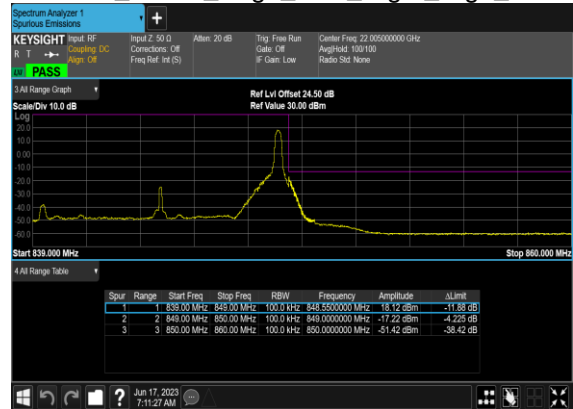 Spectrum Analyzer 1
Spurious Emissions
KEYSIGHT Input: RF Input Z: 50 Ω Atten: 20 dB Trig: Free Run Center Freq: 22.005000000 GHz
R T Coupling: DC Corrections: Off Gate: Off Avg|Hold: 100/100
Align: Off Freq Ref: Int (S) IF Gain: Low Radio Std: None
PASS
3 All Range Graph
Ref Lvl Offset 24.50 dB
Scale/Div 10.0 dB Ref Value 30.00 dBm
Log
20.0
10.0
0.00
-10.0
-20.0
-30.0
-40.0
-50.0
-60.0
Start 839.000 MHz Stop 860.000 MHz
4 All Range Table
Spur Range Start Freq Stop Freq RBW Frequency Amplitude ΔLimit
1 1 839.00 MHz 849.00 MHz 100.0 kHz 848.5500000 MHz 18.12 dBm -11.88 dB
2 2 849.00 MHz 850.00 MHz 100.0 kHz 849.0000000 MHz -17.22 dBm -4.225 dB
3 3 850.00 MHz 860.00 MHz 100.0 kHz 850.0000000 MHz -51.42 dBm -38.42 dB
? Jun 17, 2023
7:11:27 AM